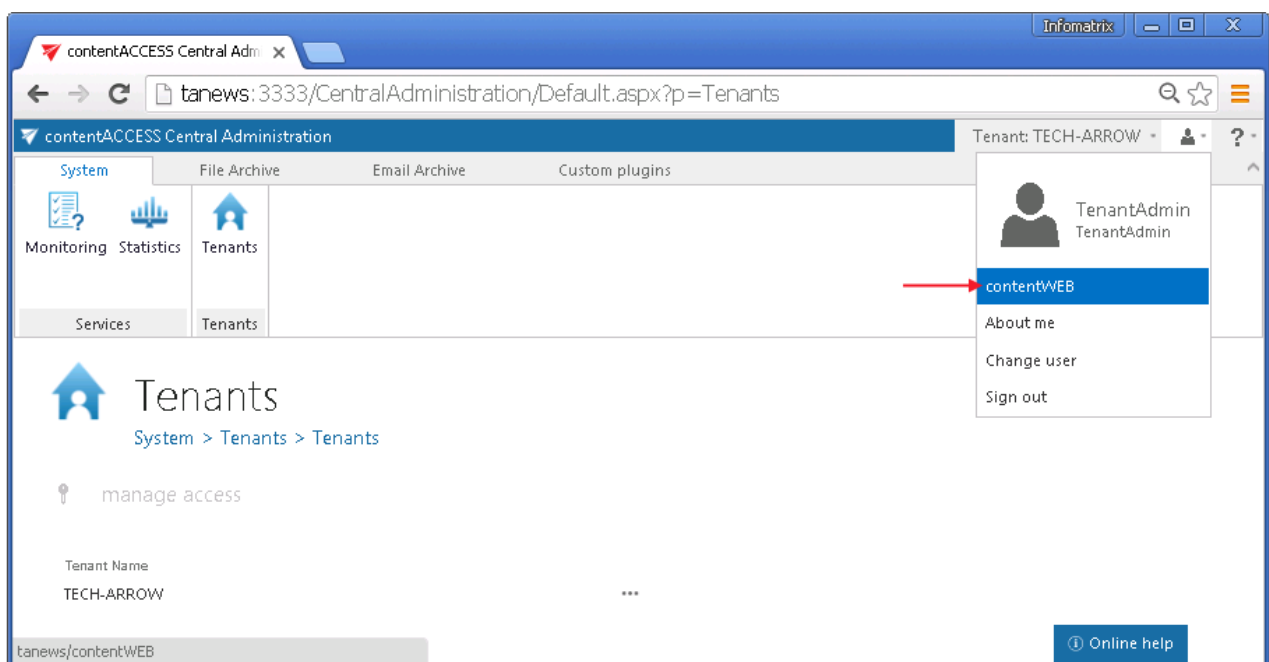 Infomatrix
contentACCESS Central Adm
tanews:3333/CentralAdministration/Default.aspx?p=Tenants
contentACCESS Central Administration
Tenant: TECH-ARROW
?
System File Archive Email Archive Custom plugins
TenantAdmin
TenantAdmin
Monitoring Statistics Tenants
contentWEB
About me
Services Tenants
Change user
Sign out
Tenants
System > Tenants > Tenants
manage access
Tenant Name
TECH-ARROW
...
Online help
tanews/contentWEB